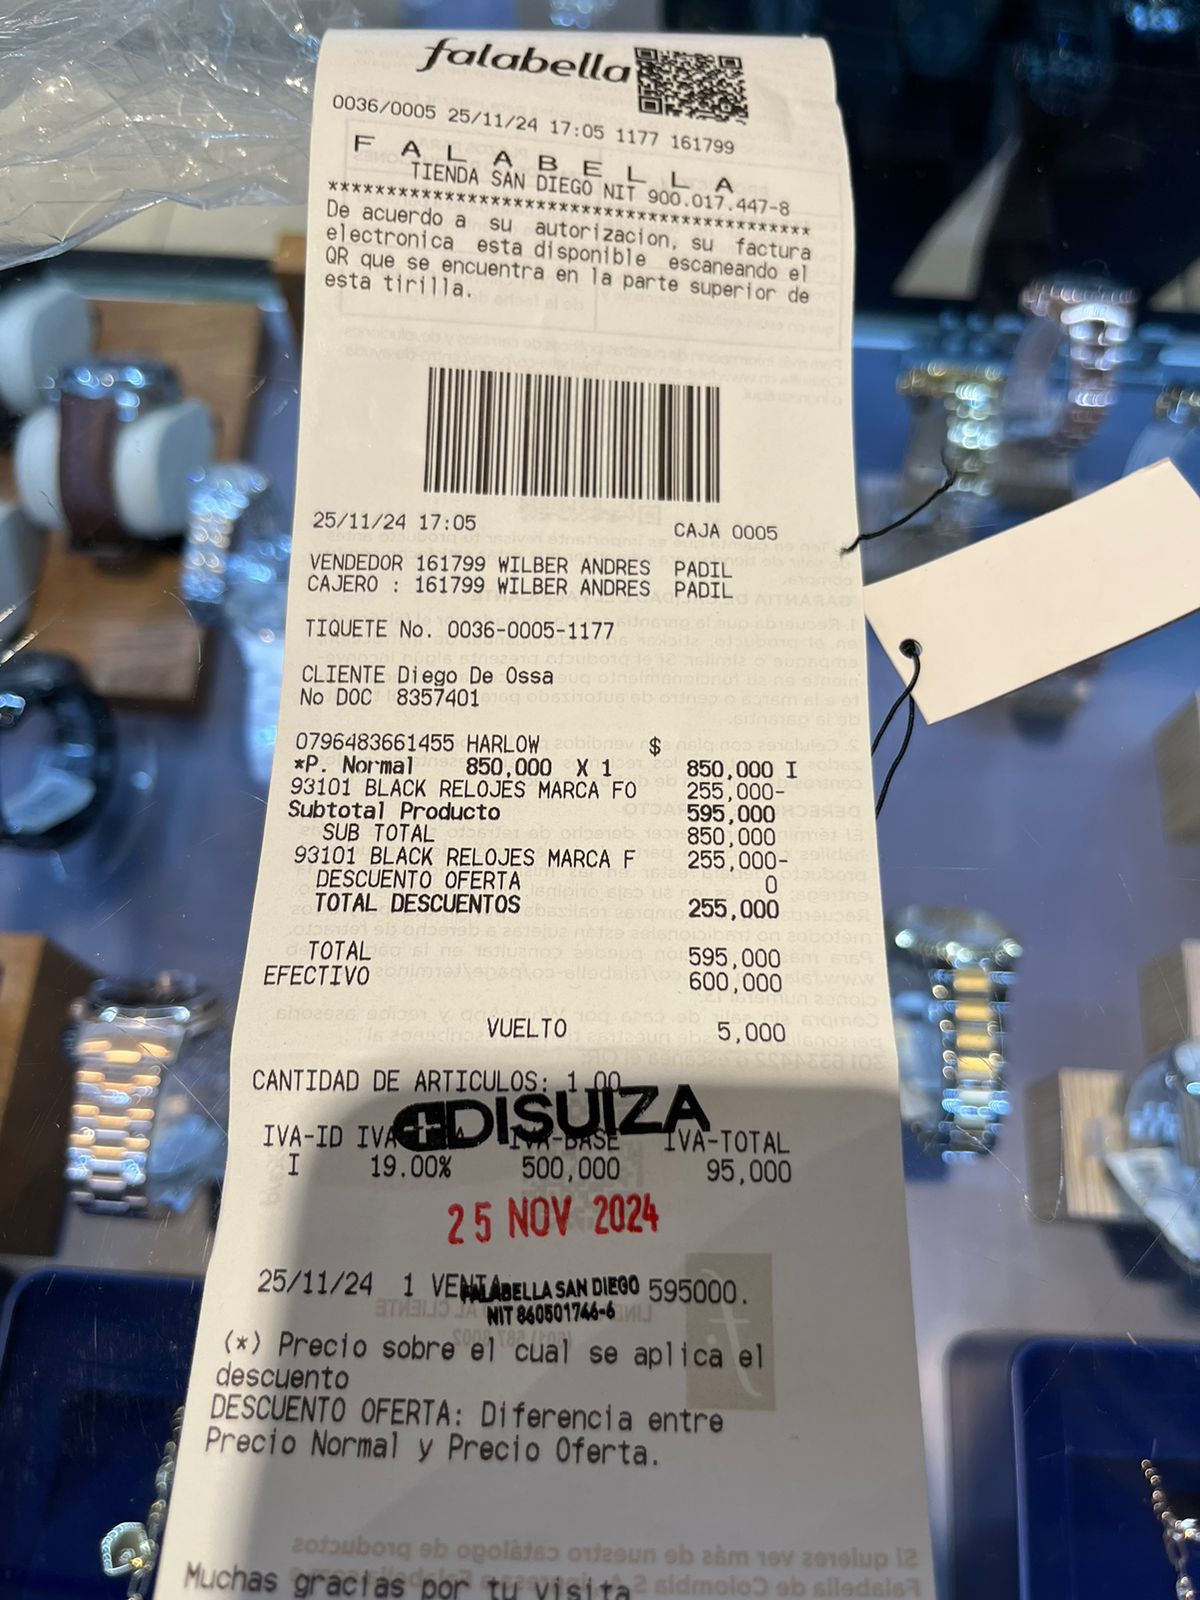 falabella
0036/0005 25/11/24 17:05 1177 161799
F A L A B E L L A
TIENDA SAN DIEGO NIT 900.017.447-8
*****************************************
De acuerdo a su autorizacion, su factura
electronica esta disponible escaneando el
QR que se encuentra en la parte superior de
esta tirilla.
25/11/24 17:05 CAJA 0005
VENDEDOR 161799 WILBER ANDRES PADIL
CAJERO : 161799 WILBER ANDRES PADIL
TIQUETE No. 0036-0005-1177
CLIENTE Diego De Ossa
No DOC 8357401
0796483661455 HARLOW $
*P. Normal 850,000 X 1 850,000 I
93101 BLACK RELOJES MARCA FO 255,000-
Subtotal Producto 595,000
SUB TOTAL 850,000
93101 BLACK RELOJES MARCA F 255,000-
DESCUENTO OFERTA 0
TOTAL DESCUENTOS 255,000
TOTAL 595,000
EFECTIVO 600,000
VUELTO 5,000
CANTIDAD DE ARTICULOS: 1.00
DISUIZA
IVA-ID IVA IVA-BASE IVA-TOTAL
I 19.00% 500,000 95,000
25 NOV 2024
25/11/24 1 VENTA 595000.
FALABELLA SAN DIEGO
NIT 860501746-6
(*) Precio sobre el cual se aplica el
descuento
DESCUENTO OFERTA: Diferencia entre
Precio Normal y Precio Oferta.
Muchas gracias por tu visita